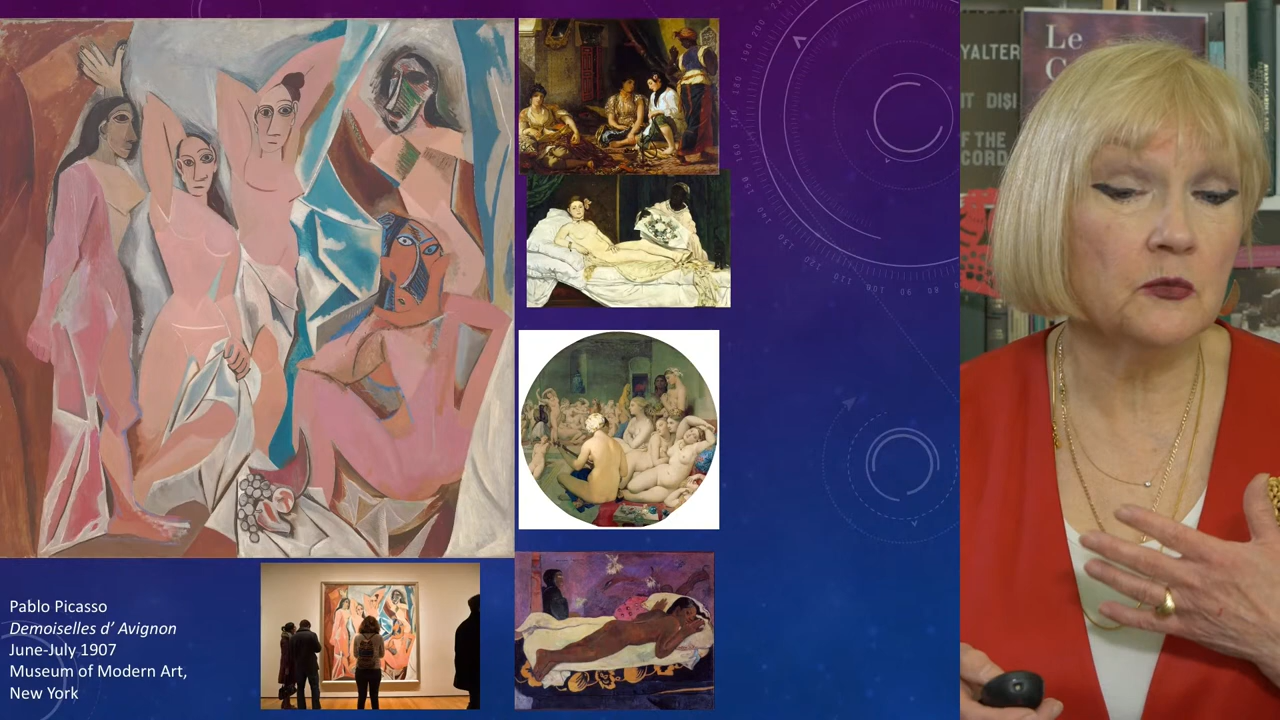 Pablo Picasso
Demoiselles d’ Avignon
June-July 1907
Museum of Modern Art,
New York
YALTER
IT DISI
OF THE
CORD
Le